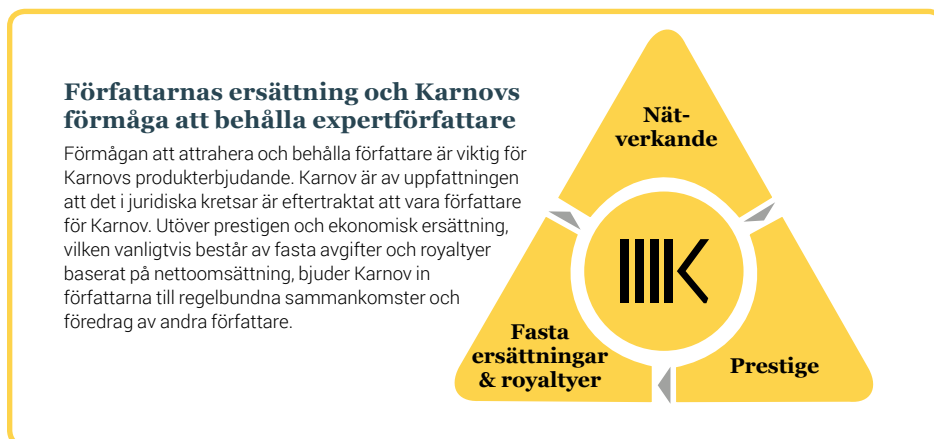 Författarnas ersättning och Karnovs
förmåga att behålla expertförfattare
Förmågan att attrahera och behålla författare är viktig för
Karnovs produkterbjudande. Karnov är av uppfattningen
att det i juridiska kretsar är eftertraktat att vara författare
för Karnov. Utöver prestigen och ekonomisk ersättning,
vilken vanligtvis består av fasta avgifter och royaltyer
baserat på nettoomsättning, bjuder Karnov in
författarna till regelbundna sammankomster och
föredrag av andra författare.
Nät-
verkande
Fasta
ersättningar
& royaltyer
Prestige